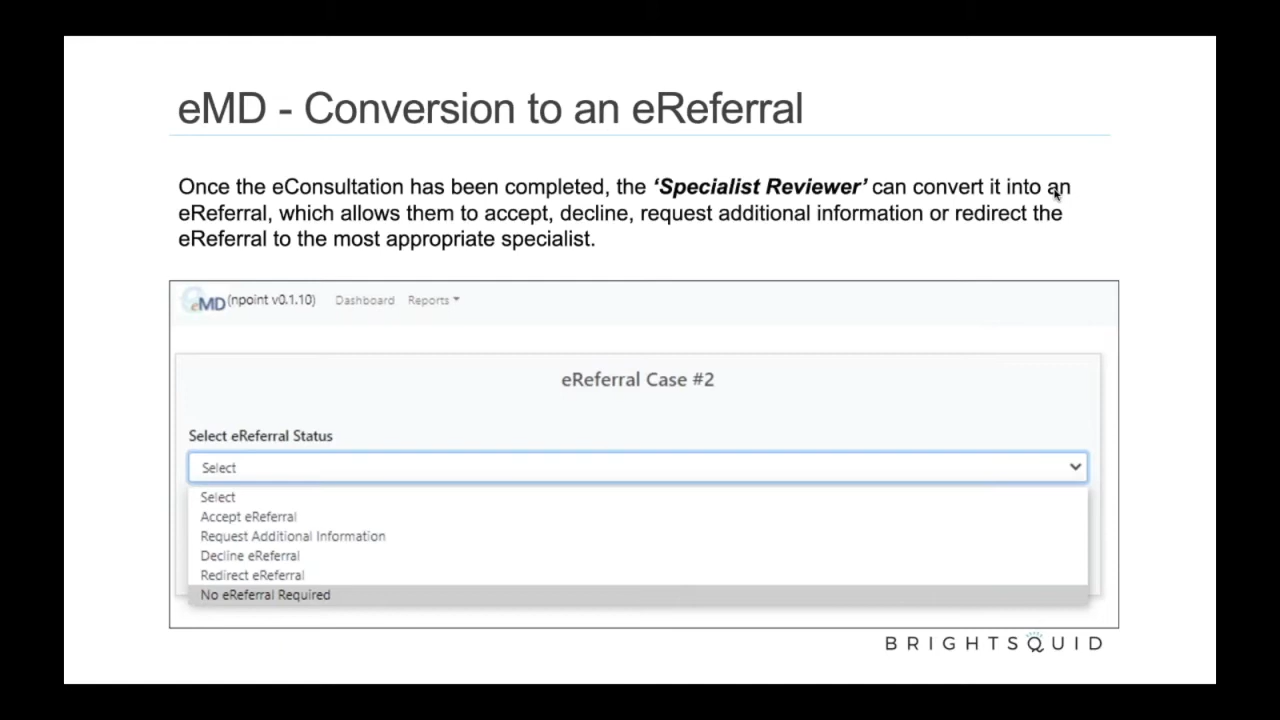 eMD - Conversion to an eReferral
Once the eConsultation has been completed, the ‘Specialist Reviewer’ can convert it into an
eReferral, which allows them to accept, decline, request additional information or redirect the
eReferral to the most appropriate specialist.
eMD (npoint v0.1.10) Dashboard Reports
eReferral Case #2
Select eReferral Status
Select
Select
Accept eReferral
Request Additional Information
Decline eReferral
Redirect eReferral
No eReferral Required
BRIGHTSQUID